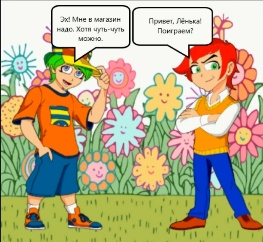 Эх! Мне в магазин
надо. Хотя чуть-чуть
можно.
Привет, Лёнька!
Поиграем?